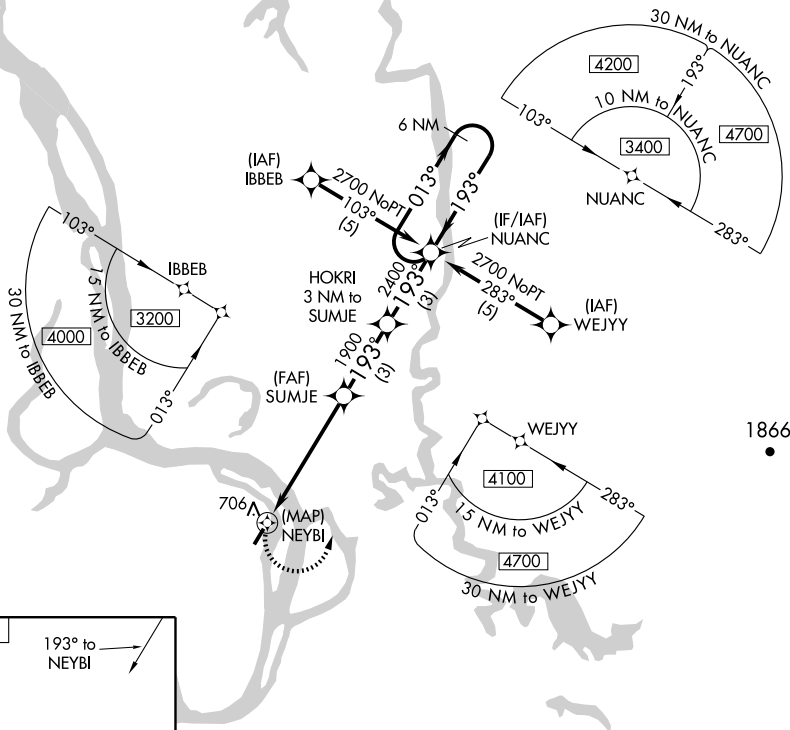 30 NM to NUANC
4200
193°
10 NM to NUANC
4700
103°
3400
NUANC
283°
6 NM
013°
193°
(IAF)
IBBEB
2700 NoPT
103°
(5)
(IF/IAF)
NUANC
2700 NoPT
283°
(5)
(IAF)
WEJYY
103°
IBBEB
15 NM to IBBEB
3200
30 NM to IBBEB
4000
013°
HOKRI
3 NM to
SUMJE
2400
193°
(3)
1900
193°
(3)
(FAF)
SUMJE
WEJYY
4100
013°
283°
15 NM to WEJYY
4700
30 NM to WEJYY
1866
706
(MAP)
NEYBI
193° to
NEYBI